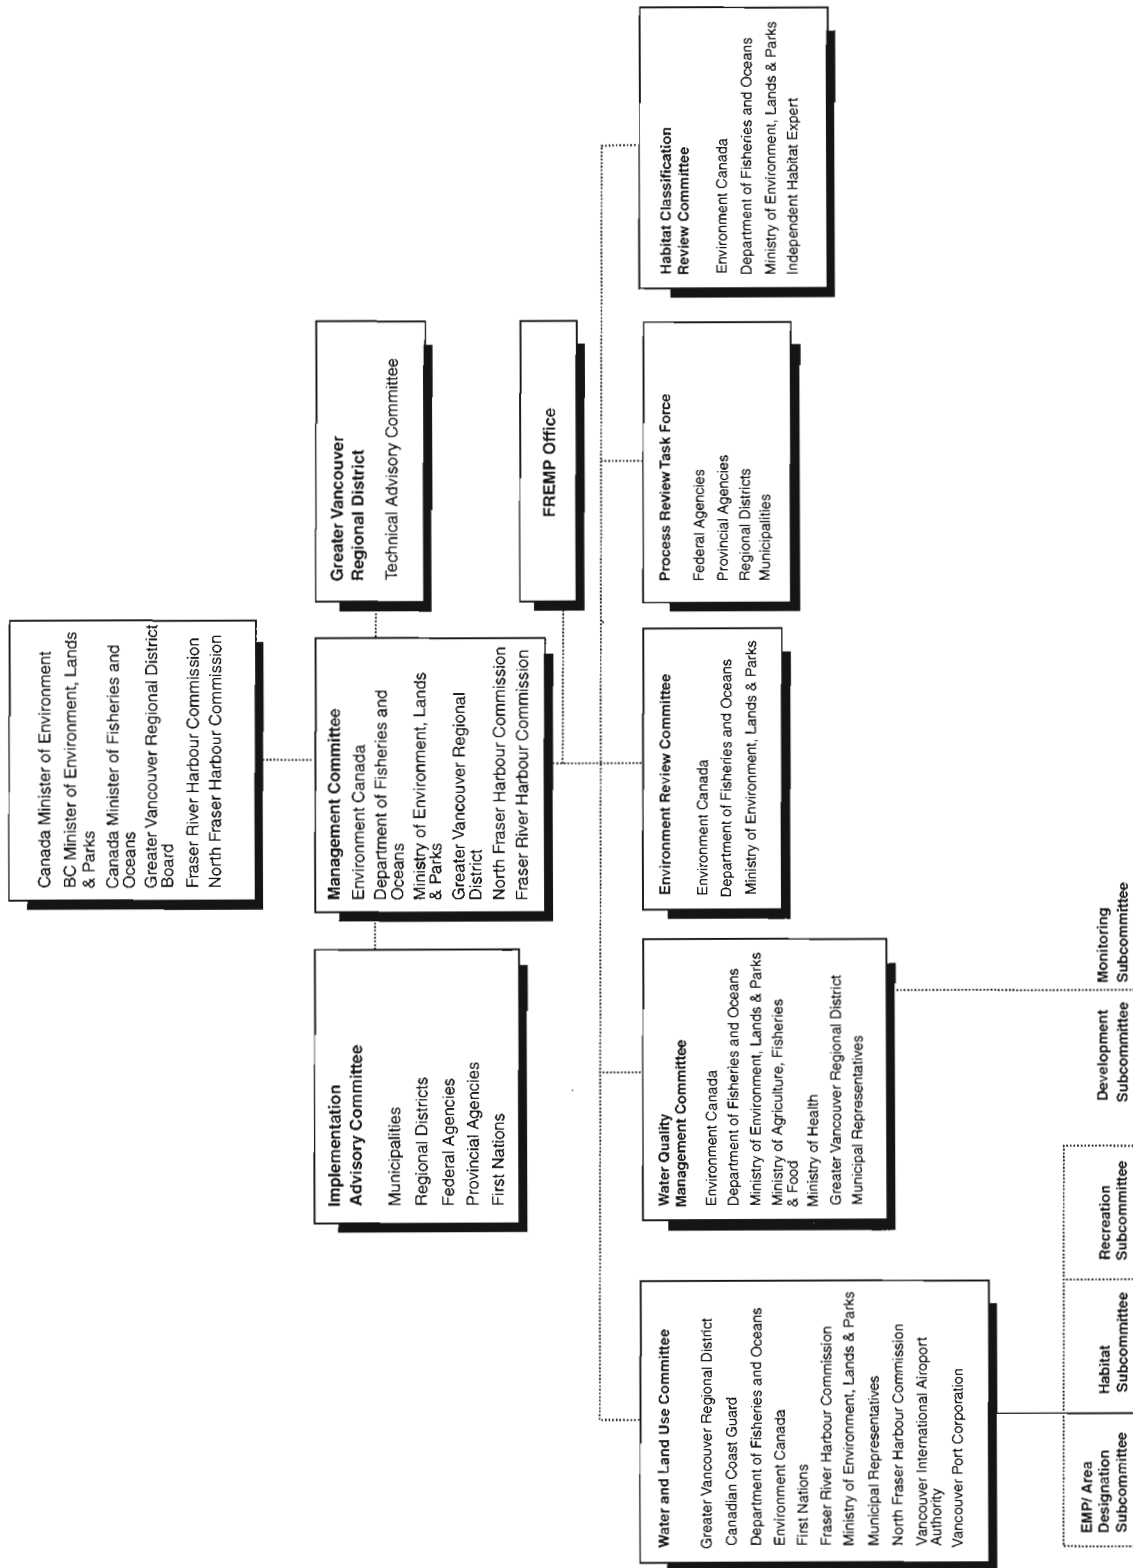 Canada Minister of Environment
BC Minister of Environment, Lands
& Parks
Canada Minister of Fisheries and
Oceans
Greater Vancouver Regional District
Board
Fraser River Harbour Commission
North Fraser Harbour Commission
Implementation
Advisory Committee
Municipalities
Regional Districts
Federal Agencies
Provincial Agencies
First Nations
Management Committee
Environment Canada
Department of Fisheries and
Oceans
Ministry of Environment, Lands
& Parks
Greater Vancouver Regional
District
North Fraser Harbour Commission
Fraser River Harbour Commission
Greater Vancouver
Regional District
Technical Advisory Committee
FREMP Office
Water and Land Use Committee
Greater Vancouver Regional District
Canadian Coast Guard
Department of Fisheries and Oceans
Environment Canada
First Nations
Fraser River Harbour Commission
Ministry of Environment, Lands & Parks
Municipal Representatives
North Fraser Harbour Commission
Vancouver International Airoport
Authority
Vancouver Port Corporation
Water Quality
Management Committee
Environment Canada
Department of Fisheries and Oceans
Ministry of Environment, Lands & Parks
Ministry of Agriculture, Fisheries
& Food
Ministry of Health
Greater Vancouver Regional District
Municipal Representatives
Environment Review Committee
Environment Canada
Department of Fisheries and Oceans
Ministry of Environment, Lands & Parks
Process Review Task Force
Federal Agencies
Provincial Agencies
Regional Districts
Municipalities
Habitat Classification
Review Committee
Environment Canada
Department of Fisheries and Oceans
Ministry of Environment, Lands & Parks
Independent Habitat Expert
EMP/ Area
Designation
Subcommittee
Habitat
Subcommittee
Recreation
Subcommittee
Development
Subcommittee
Monitoring
Subcommittee